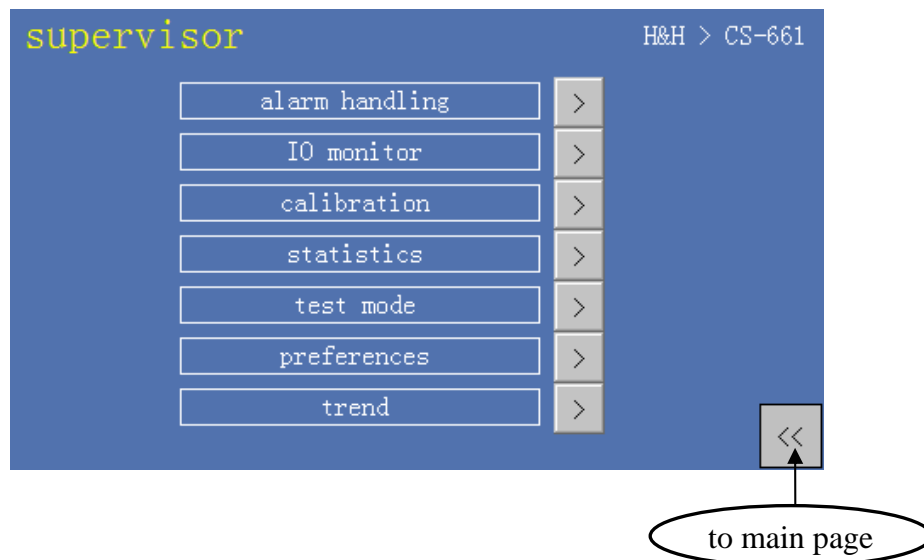 supervisor H&H > CS-661
alarm handling >
IO monitor >
calibration >
statistics >
test mode >
preferences >
trend >
<<
to main page